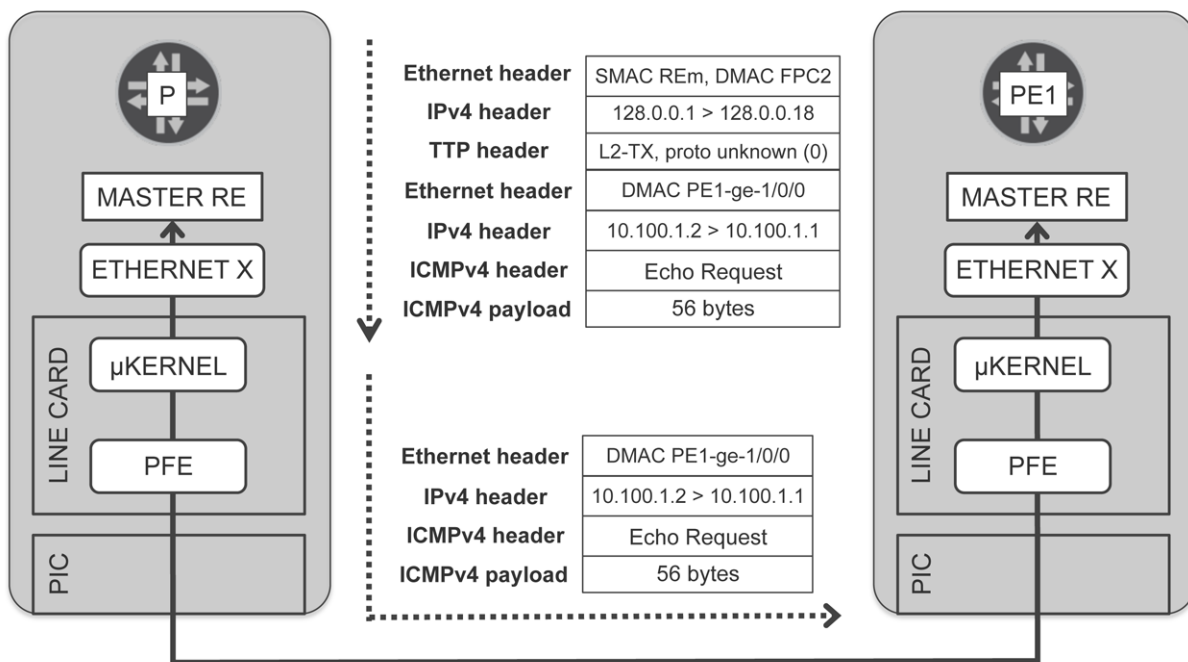 P
MASTER RE
ETHERNET X
LINE CARD
µKERNEL
PFE
PIC
Ethernet header SMAC REm, DMAC FPC2
IPv4 header 128.0.0.1 > 128.0.0.18
TTP header L2-TX, proto unknown (0)
Ethernet header DMAC PE1-ge-1/0/0
IPv4 header 10.100.1.2 > 10.100.1.1
ICMPv4 header Echo Request
ICMPv4 payload 56 bytes
Ethernet header DMAC PE1-ge-1/0/0
IPv4 header 10.100.1.2 > 10.100.1.1
ICMPv4 header Echo Request
ICMPv4 payload 56 bytes
PE1
MASTER RE
ETHERNET X
LINE CARD
µKERNEL
PFE
PIC